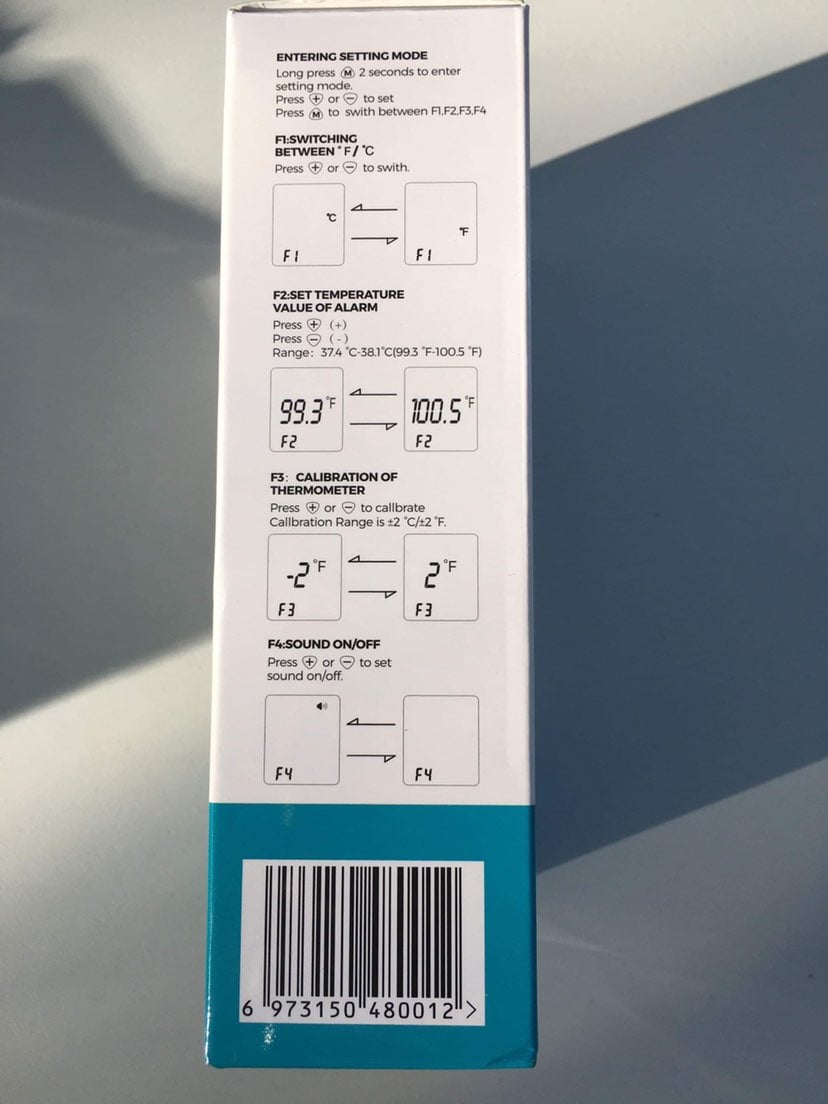 ENTERING SETTING MODE
Long press M 2 seconds to enter
setting mode.
Press + or - to set
Press M to swith between F1,F2,F3,F4
F1:SWITCHING
BETWEEN °F/ °C
Press + or - to swith.
°C
°F
F1
F1
F2:SET TEMPERATURE
VALUE OF ALARM
Press + (+)
Press - (-)
Range: 37.4 °C-38.1°C(99.3 °F-100.5 °F)
99.3°F
100.5°F
F2
F2
F3: CALIBRATION OF
THERMOMETER
Press + or - to callbrate
Callbration Range is ±2 °C/±2 °F.
-2°F
2°F
F3
F3
F4:SOUND ON/OFF
Press + or - to set
sound on/off.
F4
F4
6 973150 480012 >